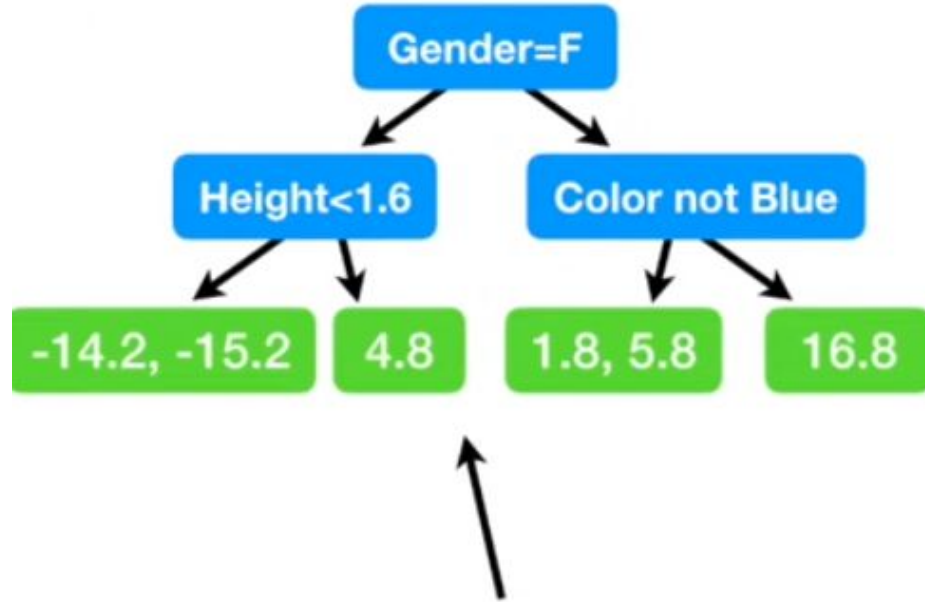 Gender=F
Height<1.6
Color not Blue
-14.2, -15.2
4.8
1.8, 5.8
16.8